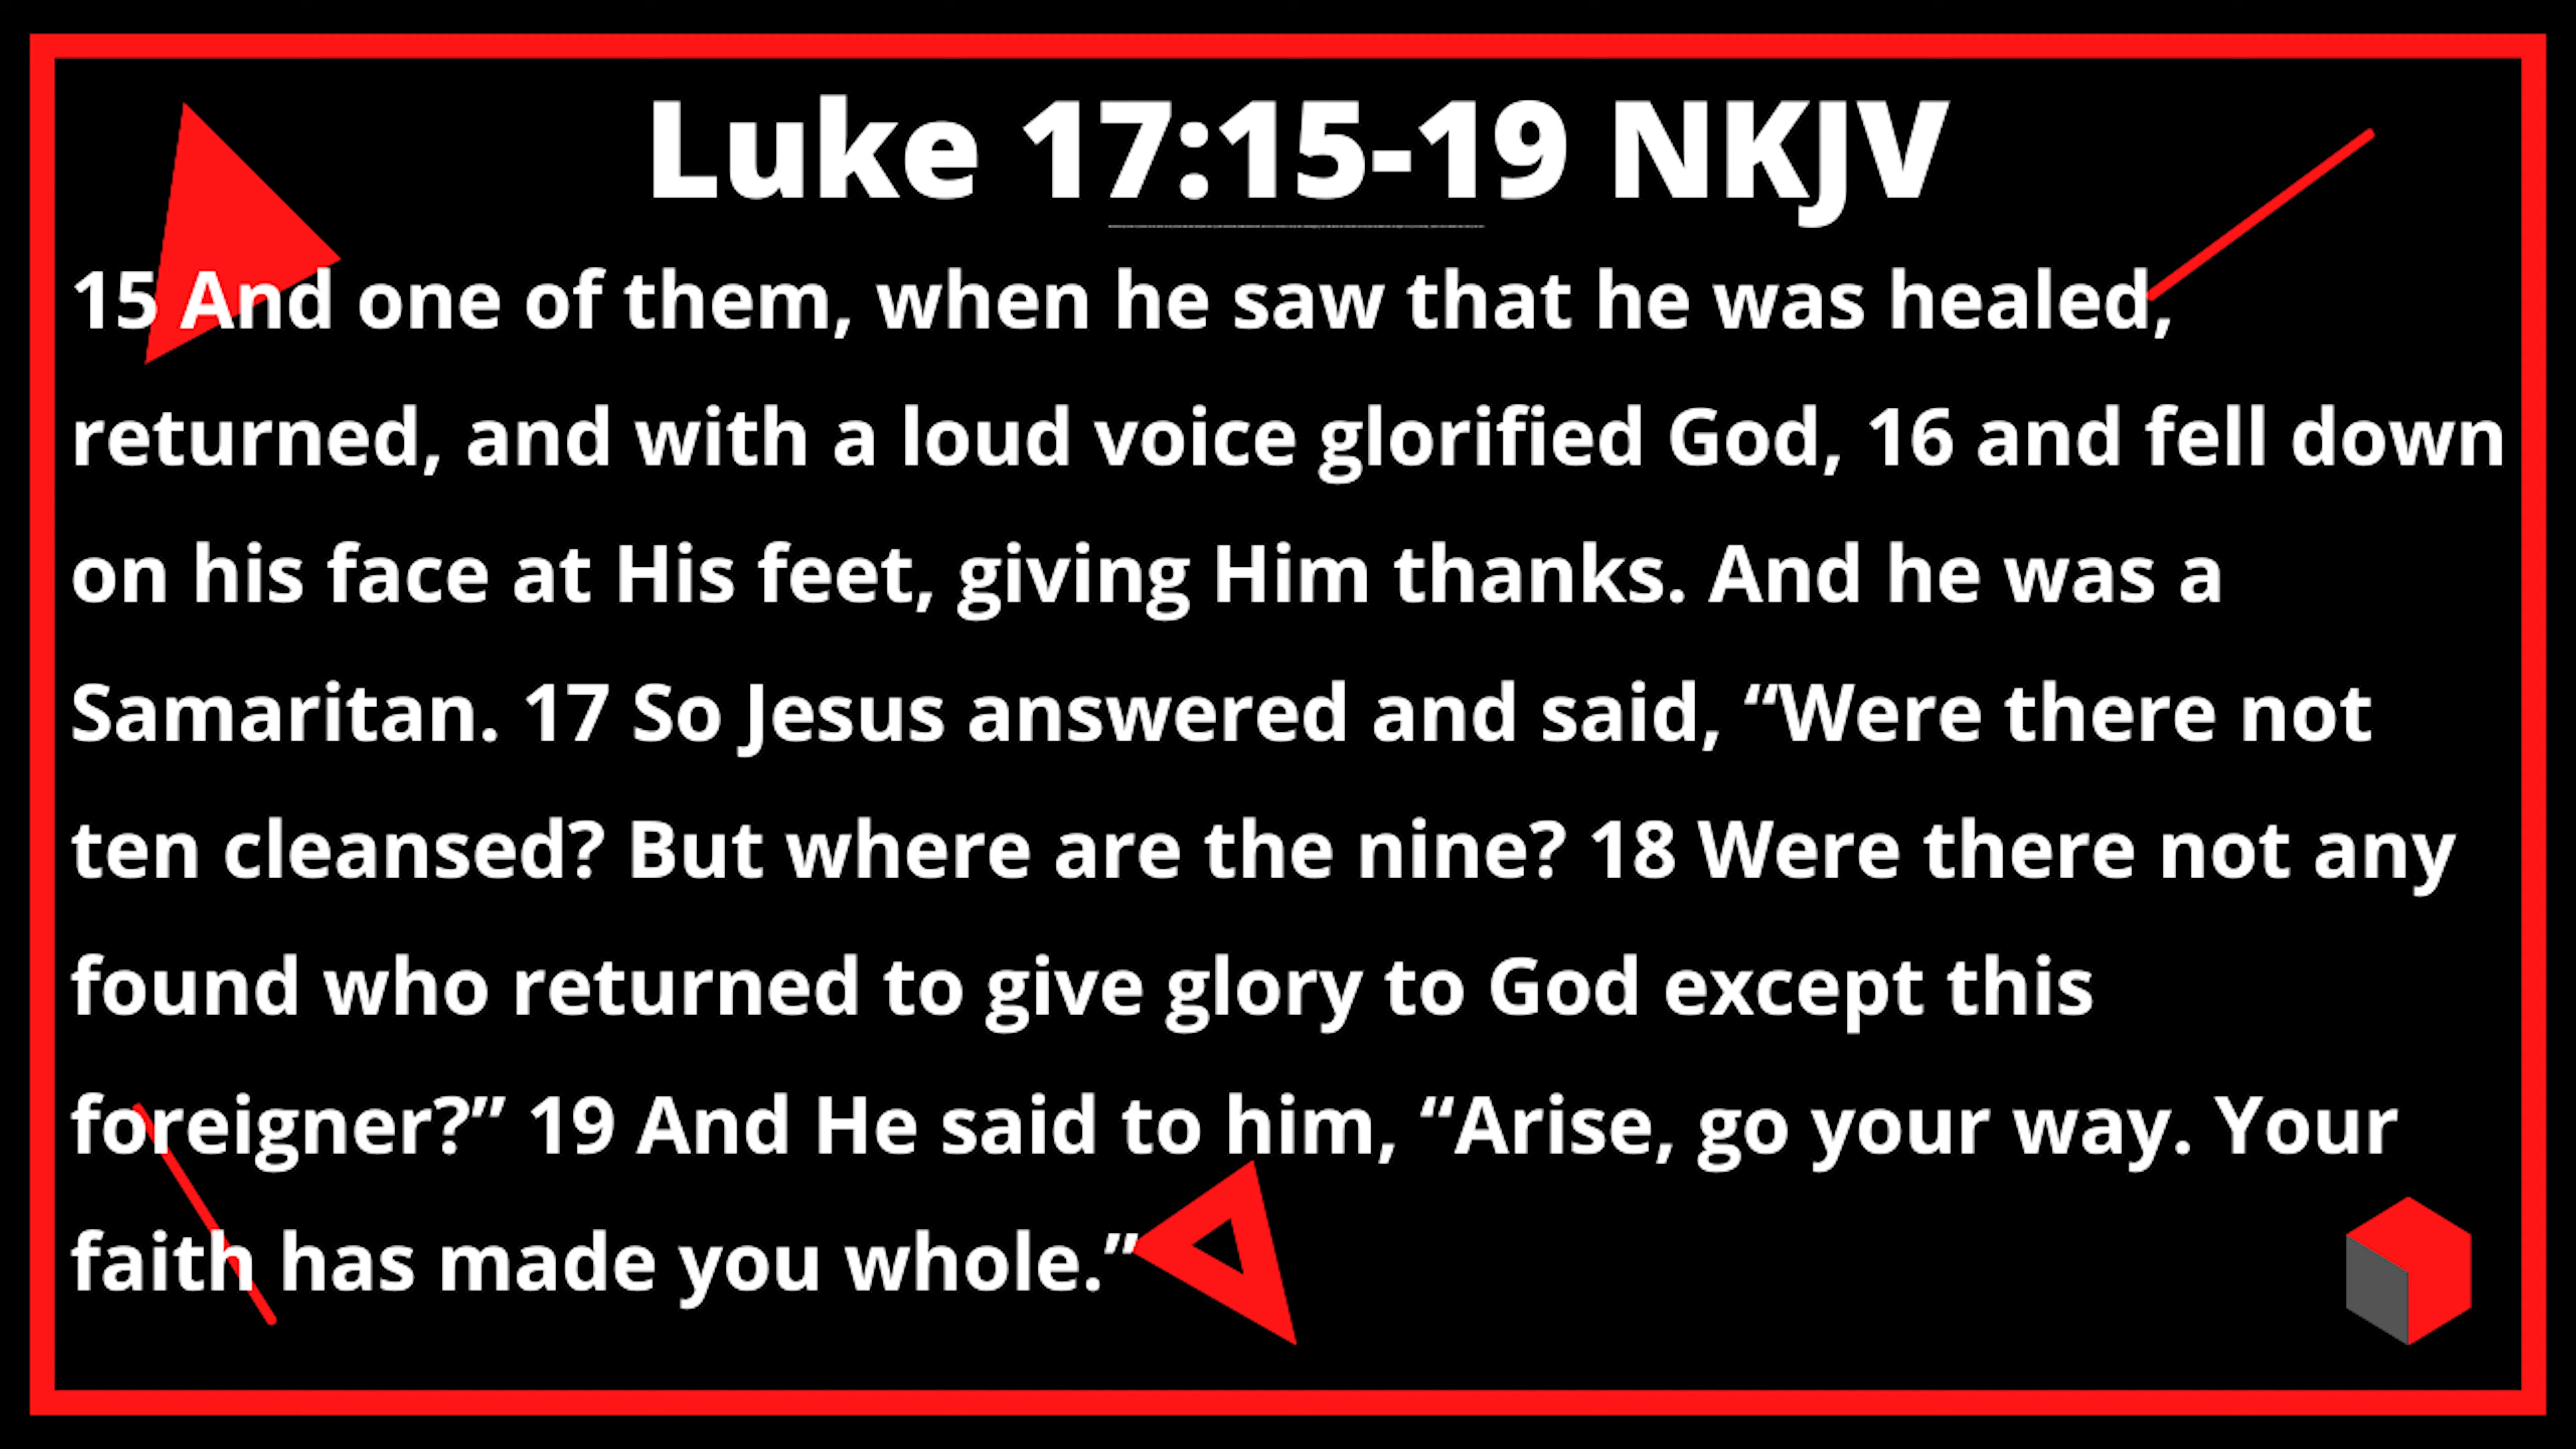 Luke 17:15-19 NKJV
15 And one of them, when he saw that he was healed,
returned, and with a loud voice glorified God, 16 and fell down
on his face at His feet, giving Him thanks. And he was a
Samaritan. 17 So Jesus answered and said, “Were there not
ten cleansed? But where are the nine? 18 Were there not any
found who returned to give glory to God except this
foreigner?” 19 And He said to him, “Arise, go your way. Your
faith has made you whole.”